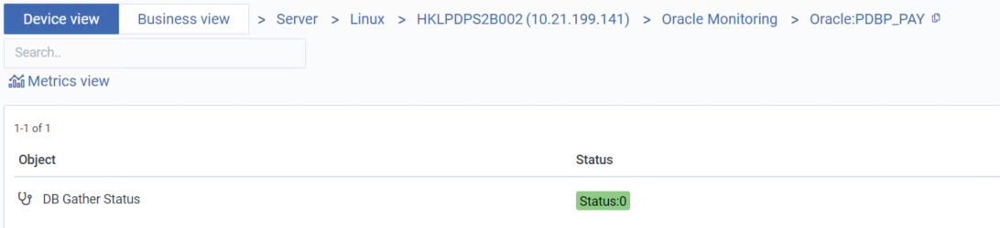 Device view Business view > Server > Linux > HKLPDPS2B002 (10.21.199.141) > Oracle Monitoring > Oracle:PDBP_PAY
Search..
Metrics view
1-1 of 1
Object Status
DB Gather Status Status:0